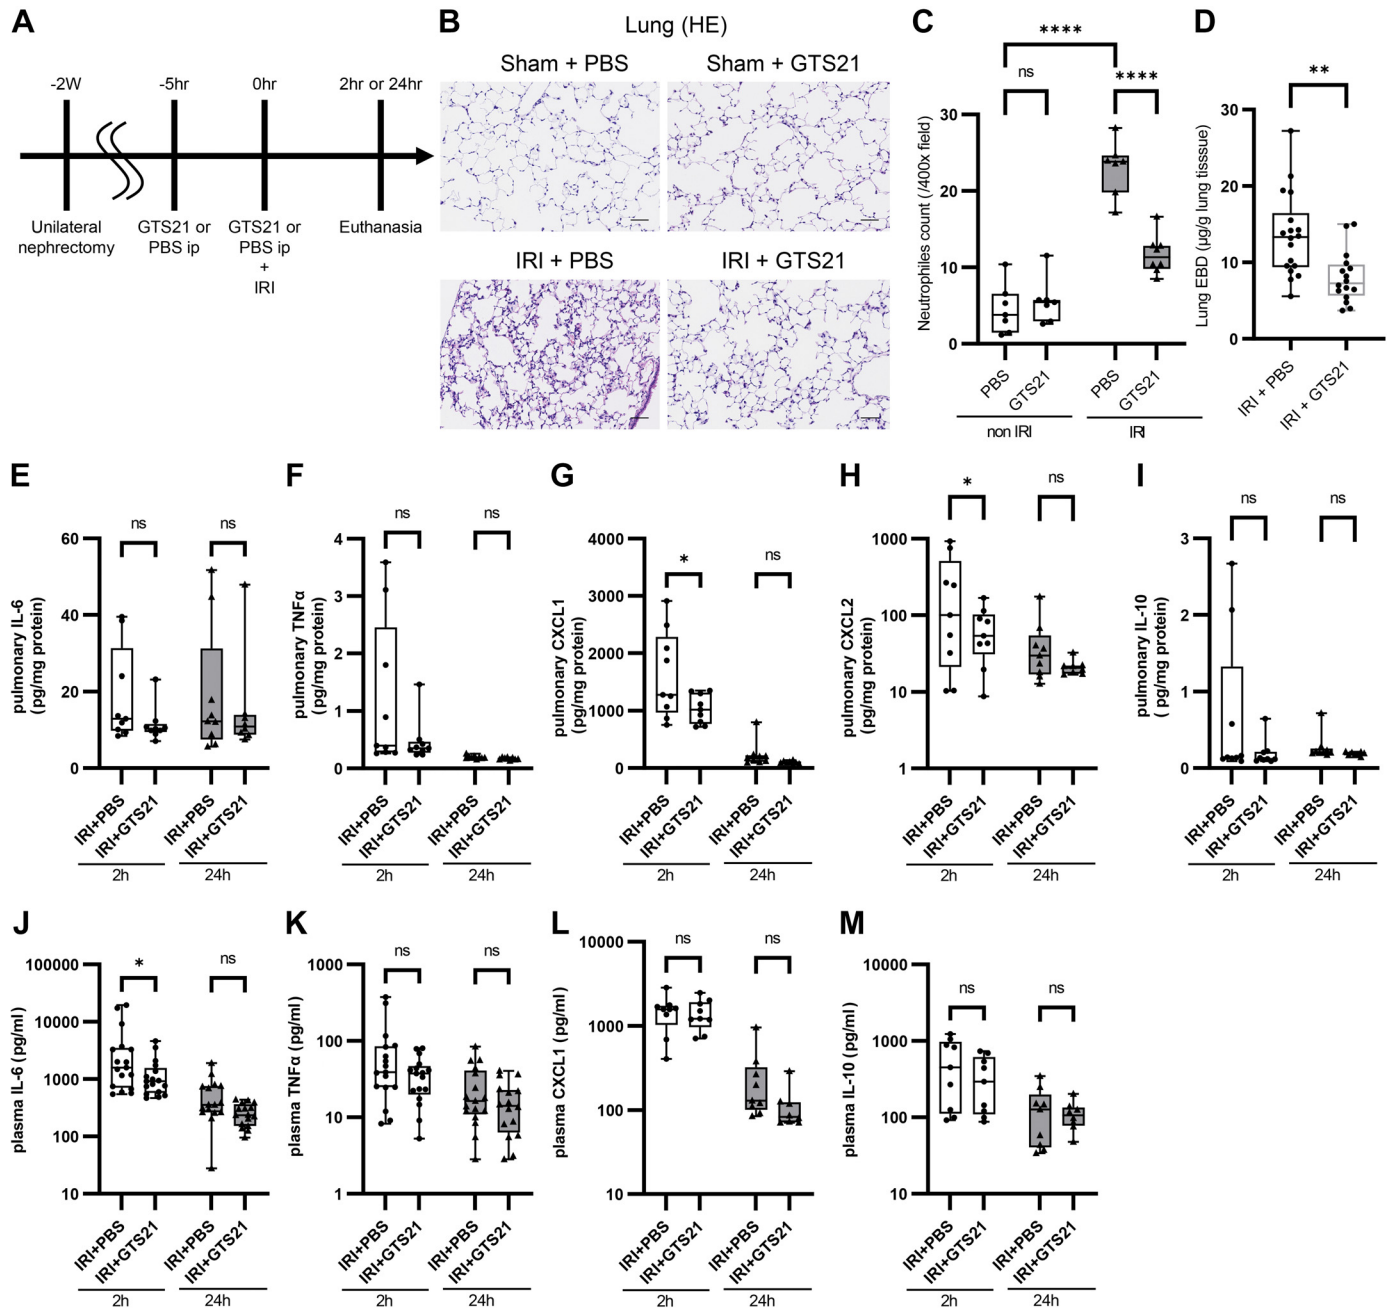 A
-2W
-5hr
0hr
2hr or 24hr
Unilateral
nephrectomy
GTS21 or
PBS ip
GTS21 or
PBS ip
+
IRI
Euthanasia
B
Lung (HE)
Sham + PBS
Sham + GTS21
IRI + PBS
IRI + GTS21
C
****
ns
****
Neutrophiles count (/400x field)
30
20
10
0
PBS
GTS21
PBS
GTS21
non IRI
IRI
D
**
Lung EBD (µg/g lung tisssue)
30
20
10
0
IRI + PBS
IRI + GTS21
E
ns
ns
pulmonary IL-6
(pg/mg protein)
60
40
20
0
IRI+PBS
IRI+GTS21
IRI+PBS
IRI+GTS21
2h
24h
F
ns
ns
pulmonary TNFα
(pg/mg protein)
4
3
2
1
0
IRI+PBS
IRI+GTS21
IRI+PBS
IRI+GTS21
2h
24h
G
*
ns
pulmonary CXCL1
(pg/mg protein)
4000
3000
2000
1000
0
IRI+PBS
IRI+GTS21
IRI+PBS
IRI+GTS21
2h
24h
H
*
ns
pulmonary CXCL2
(pg/mg protein)
1000
100
10
1
IRI+PBS
IRI+GTS21
IRI+PBS
IRI+GTS21
2h
24h
I
ns
ns
pulmonary IL-10
( pg/mg protein)
3
2
1
0
IRI+PBS
IRI+GTS21
IRI+PBS
IRI+GTS21
2h
24h
J
*
ns
plasma IL-6 (pg/ml)
100000
10000
1000
100
10
IRI+PBS
IRI+GTS21
IRI+PBS
IRI+GTS21
2h
24h
K
ns
ns
plasma TNFα (pg/ml)
1000
100
10
1
IRI+PBS
IRI+GTS21
IRI+PBS
IRI+GTS21
2h
24h
L
ns
ns
plasma CXCL1 (pg/ml)
10000
1000
100
10
IRI+PBS
IRI+GTS21
IRI+PBS
IRI+GTS21
2h
24h
M
ns
ns
plasma IL-10 (pg/ml)
10000
1000
100
10
IRI+PBS
IRI+GTS21
IRI+PBS
IRI+GTS21
2h
24h